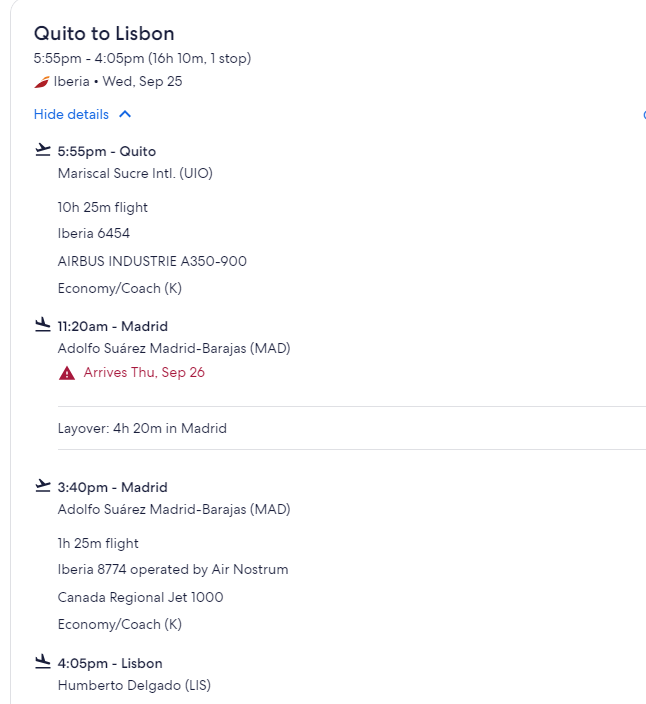 Quito to Lisbon
5:55pm - 4:05pm (16h 10m, 1 stop)
Iberia • Wed, Sep 25
Hide details
5:55pm - Quito
Mariscal Sucre Intl. (UIO)
10h 25m flight
Iberia 6454
AIRBUS INDUSTRIE A350-900
Economy/Coach (K)
11:20am - Madrid
Adolfo Suárez Madrid-Barajas (MAD)
Arrives Thu, Sep 26
Layover: 4h 20m in Madrid
3:40pm - Madrid
Adolfo Suárez Madrid-Barajas (MAD)
1h 25m flight
Iberia 8774 operated by Air Nostrum
Canada Regional Jet 1000
Economy/Coach (K)
4:05pm - Lisbon
Humberto Delgado (LIS)